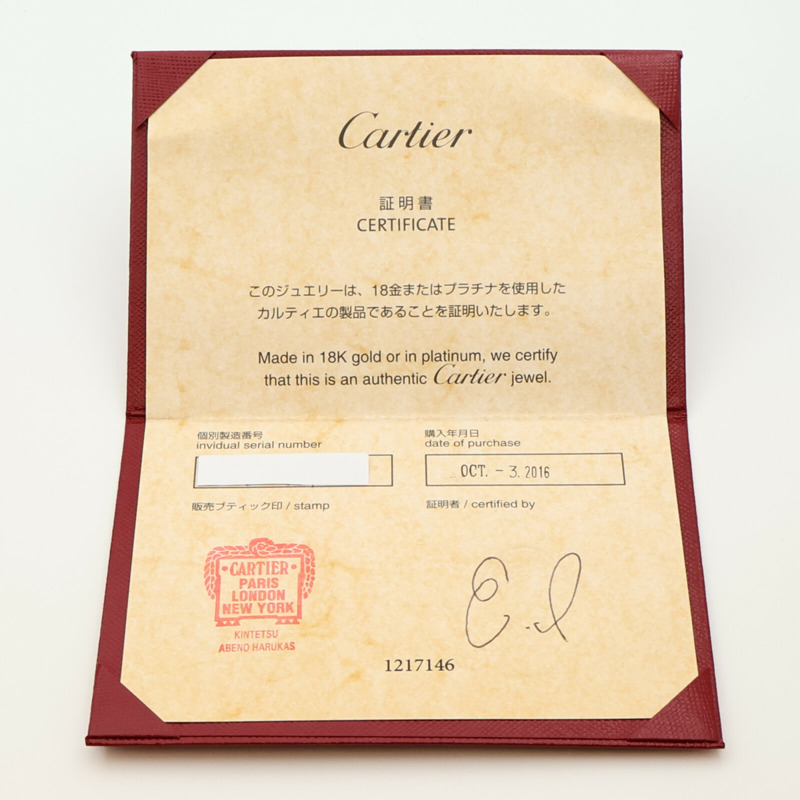 Cartier
証明書
CERTIFICATE
このジュエリーは、18金またはプラチナを使用した
カルティエの製品であることを証明いたします。
Made in 18K gold or in platinum, we certify
that this is an authentic Cartier jewel.
個別製造番号
invidual serial number
購入年月日
date of purchase
OCT. - 3. 2016
販売ブティック印 / stamp
証明者 / certified by
CARTIER
PARIS
LONDON
NEW YORK
KINTETSU
ABENO HARUKAS
1217146